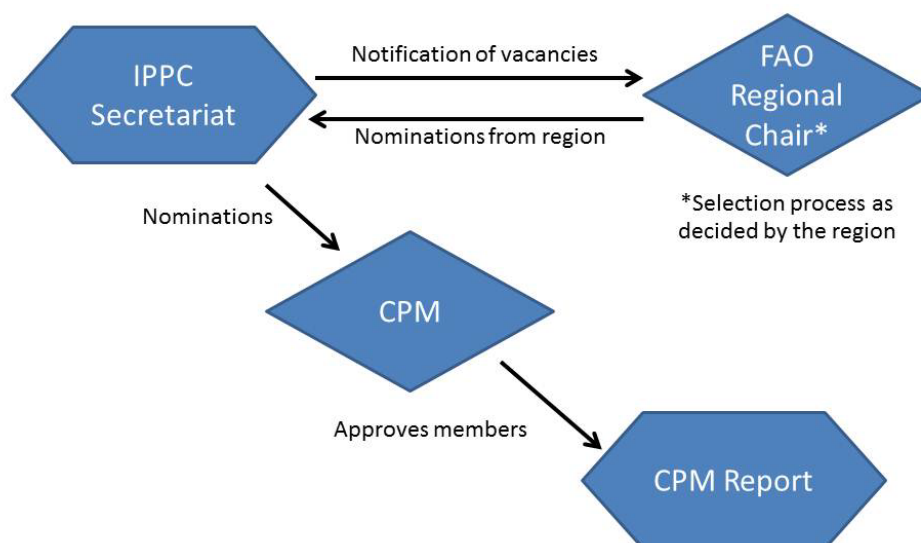 IPPC
Secretariat
Notification of vacancies
Nominations from region
FAO
Regional
Chair*
*Selection process as
decided by the region
Nominations
CPM
Approves members
CPM Report